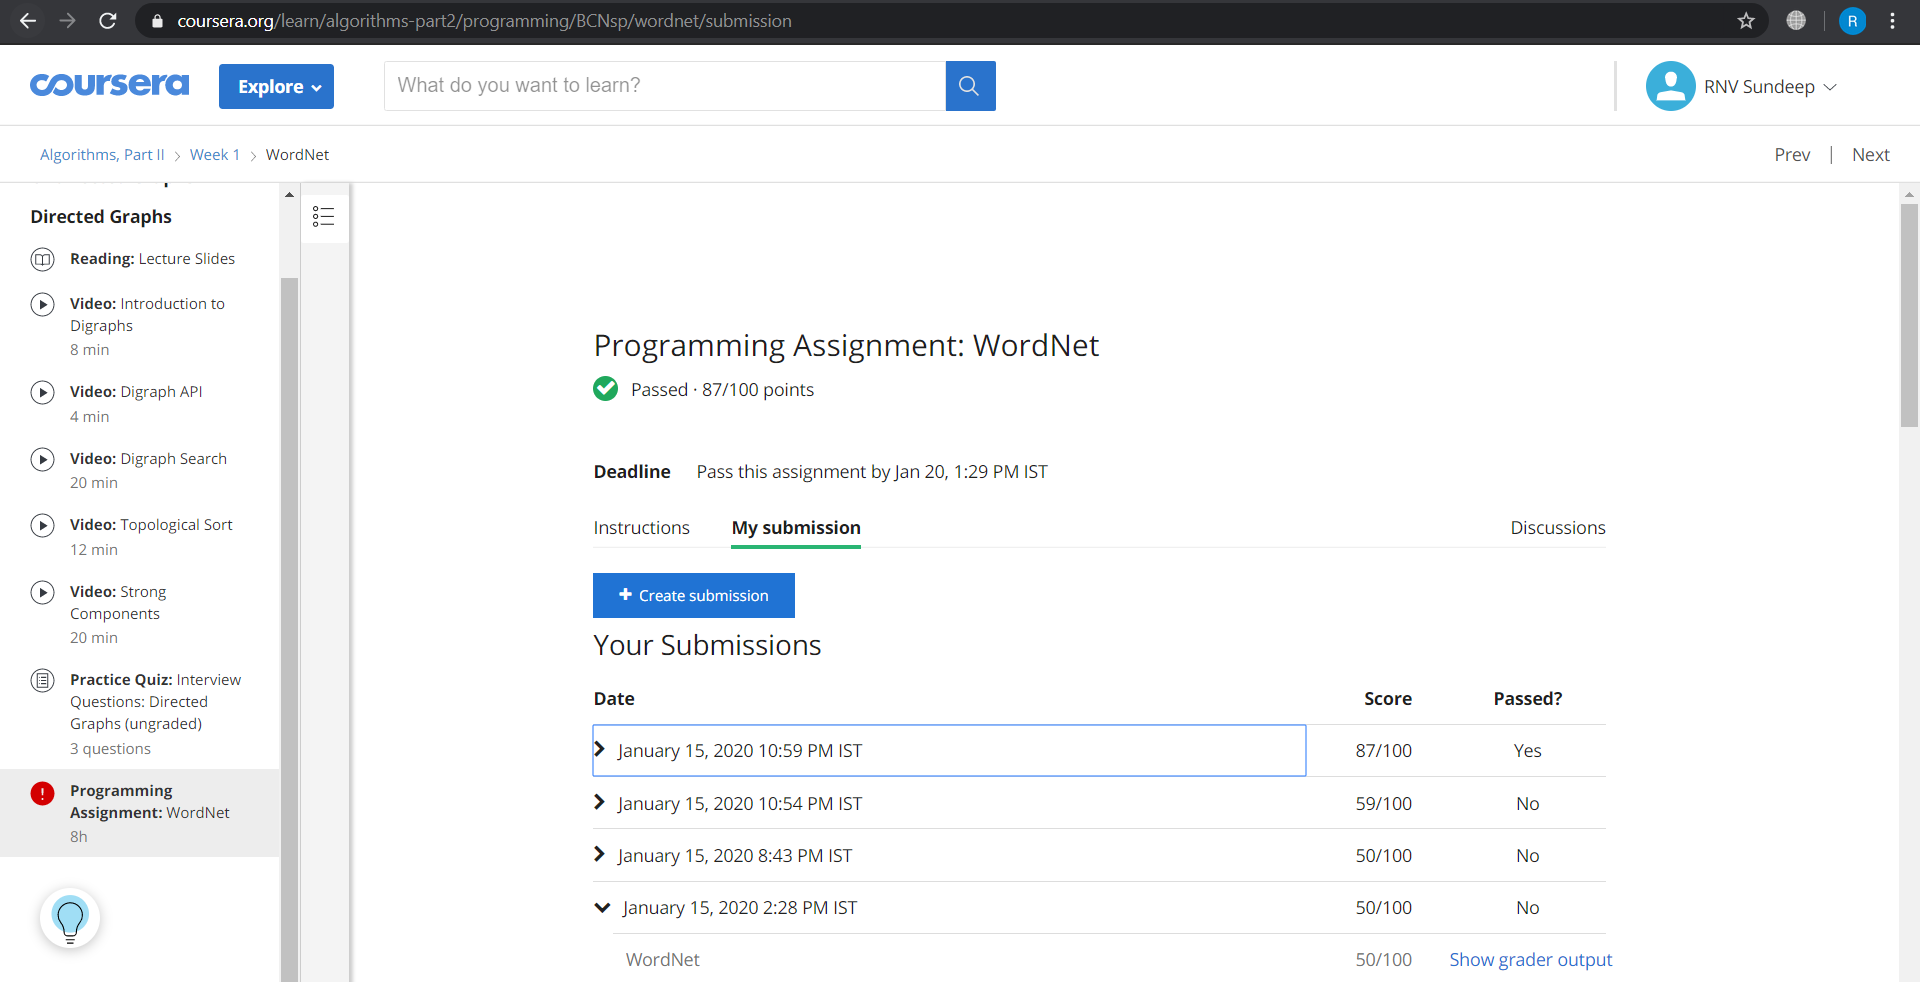 coursera.org/learn/algorithms-part2/programming/BCNsp/wordnet/submission
R
coursera
Explore
What do you want to learn?
RNV Sundeep
Algorithms, Part II > Week 1 > WordNet
Prev | Next
Directed Graphs
Reading: Lecture Slides
Video: Introduction to
Digraphs
8 min
Video: Digraph API
4 min
Video: Digraph Search
20 min
Video: Topological Sort
12 min
Video: Strong
Components
20 min
Practice Quiz: Interview
Questions: Directed
Graphs (ungraded)
3 questions
Programming
Assignment: WordNet
8h
Programming Assignment: WordNet
Passed · 87/100 points
Deadline Pass this assignment by Jan 20, 1:29 PM IST
Instructions My submission Discussions
+ Create submission
Your Submissions
Date Score Passed?
January 15, 2020 10:59 PM IST 87/100 Yes
January 15, 2020 10:54 PM IST 59/100 No
January 15, 2020 8:43 PM IST 50/100 No
January 15, 2020 2:28 PM IST 50/100 No
WordNet 50/100 Show grader output